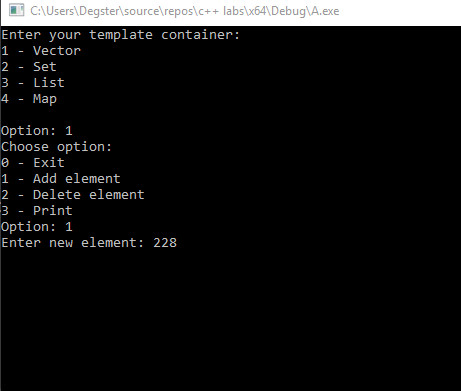 C:\Users\Degster\source\repos\c++ labs\x64\Debug\A.exe
Enter your template container:
1 - Vector
2 - Set
3 - List
4 - Map
Option: 1
Choose option:
0 - Exit
1 - Add element
2 - Delete element
3 - Print
Option: 1
Enter new element: 228